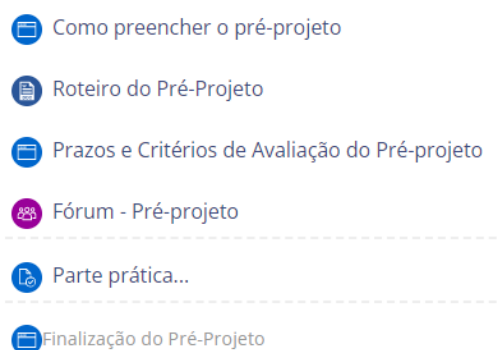 Como preencher o pré-projeto
Roteiro do Pré-Projeto
Prazos e Critérios de Avaliação do Pré-projeto
Fórum - Pré-projeto
Parte prática...
Finalização do Pré-Projeto